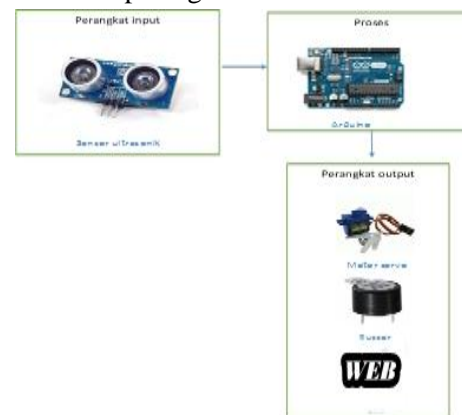 Perangkat input
Sensor ultrasonik
Proses
Arduino
Perangkat output
Motor servo
Buzzer
WEB